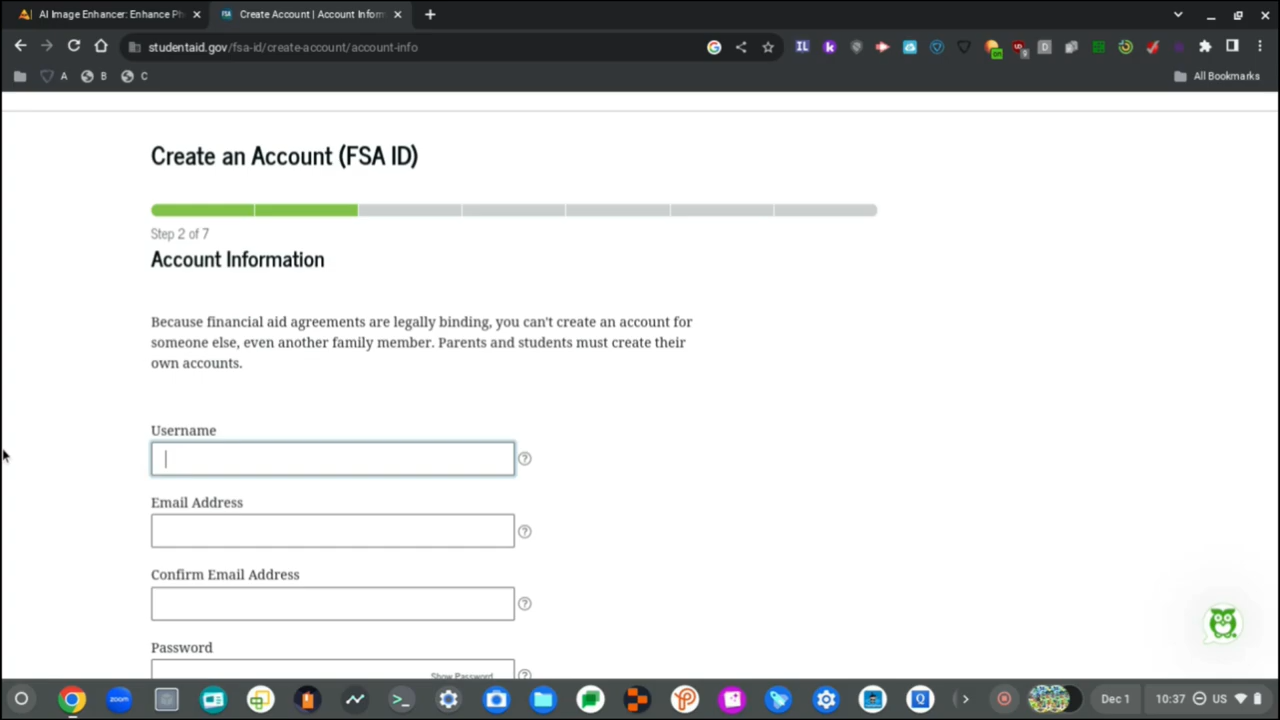 AI Image Enhancer: Enhance Ph
Create Account | Account Inform
studentaid.gov/fsa-id/create-account/account-info
A
B
C
All Bookmarks
Create an Account (FSA ID)
Step 2 of 7
Account Information
Because financial aid agreements are legally binding, you can't create an account for
someone else, even another family member. Parents and students must create their
own accounts.
Username
Email Address
Confirm Email Address
Password
Show Password
zoom
Dec 1
10:37
US